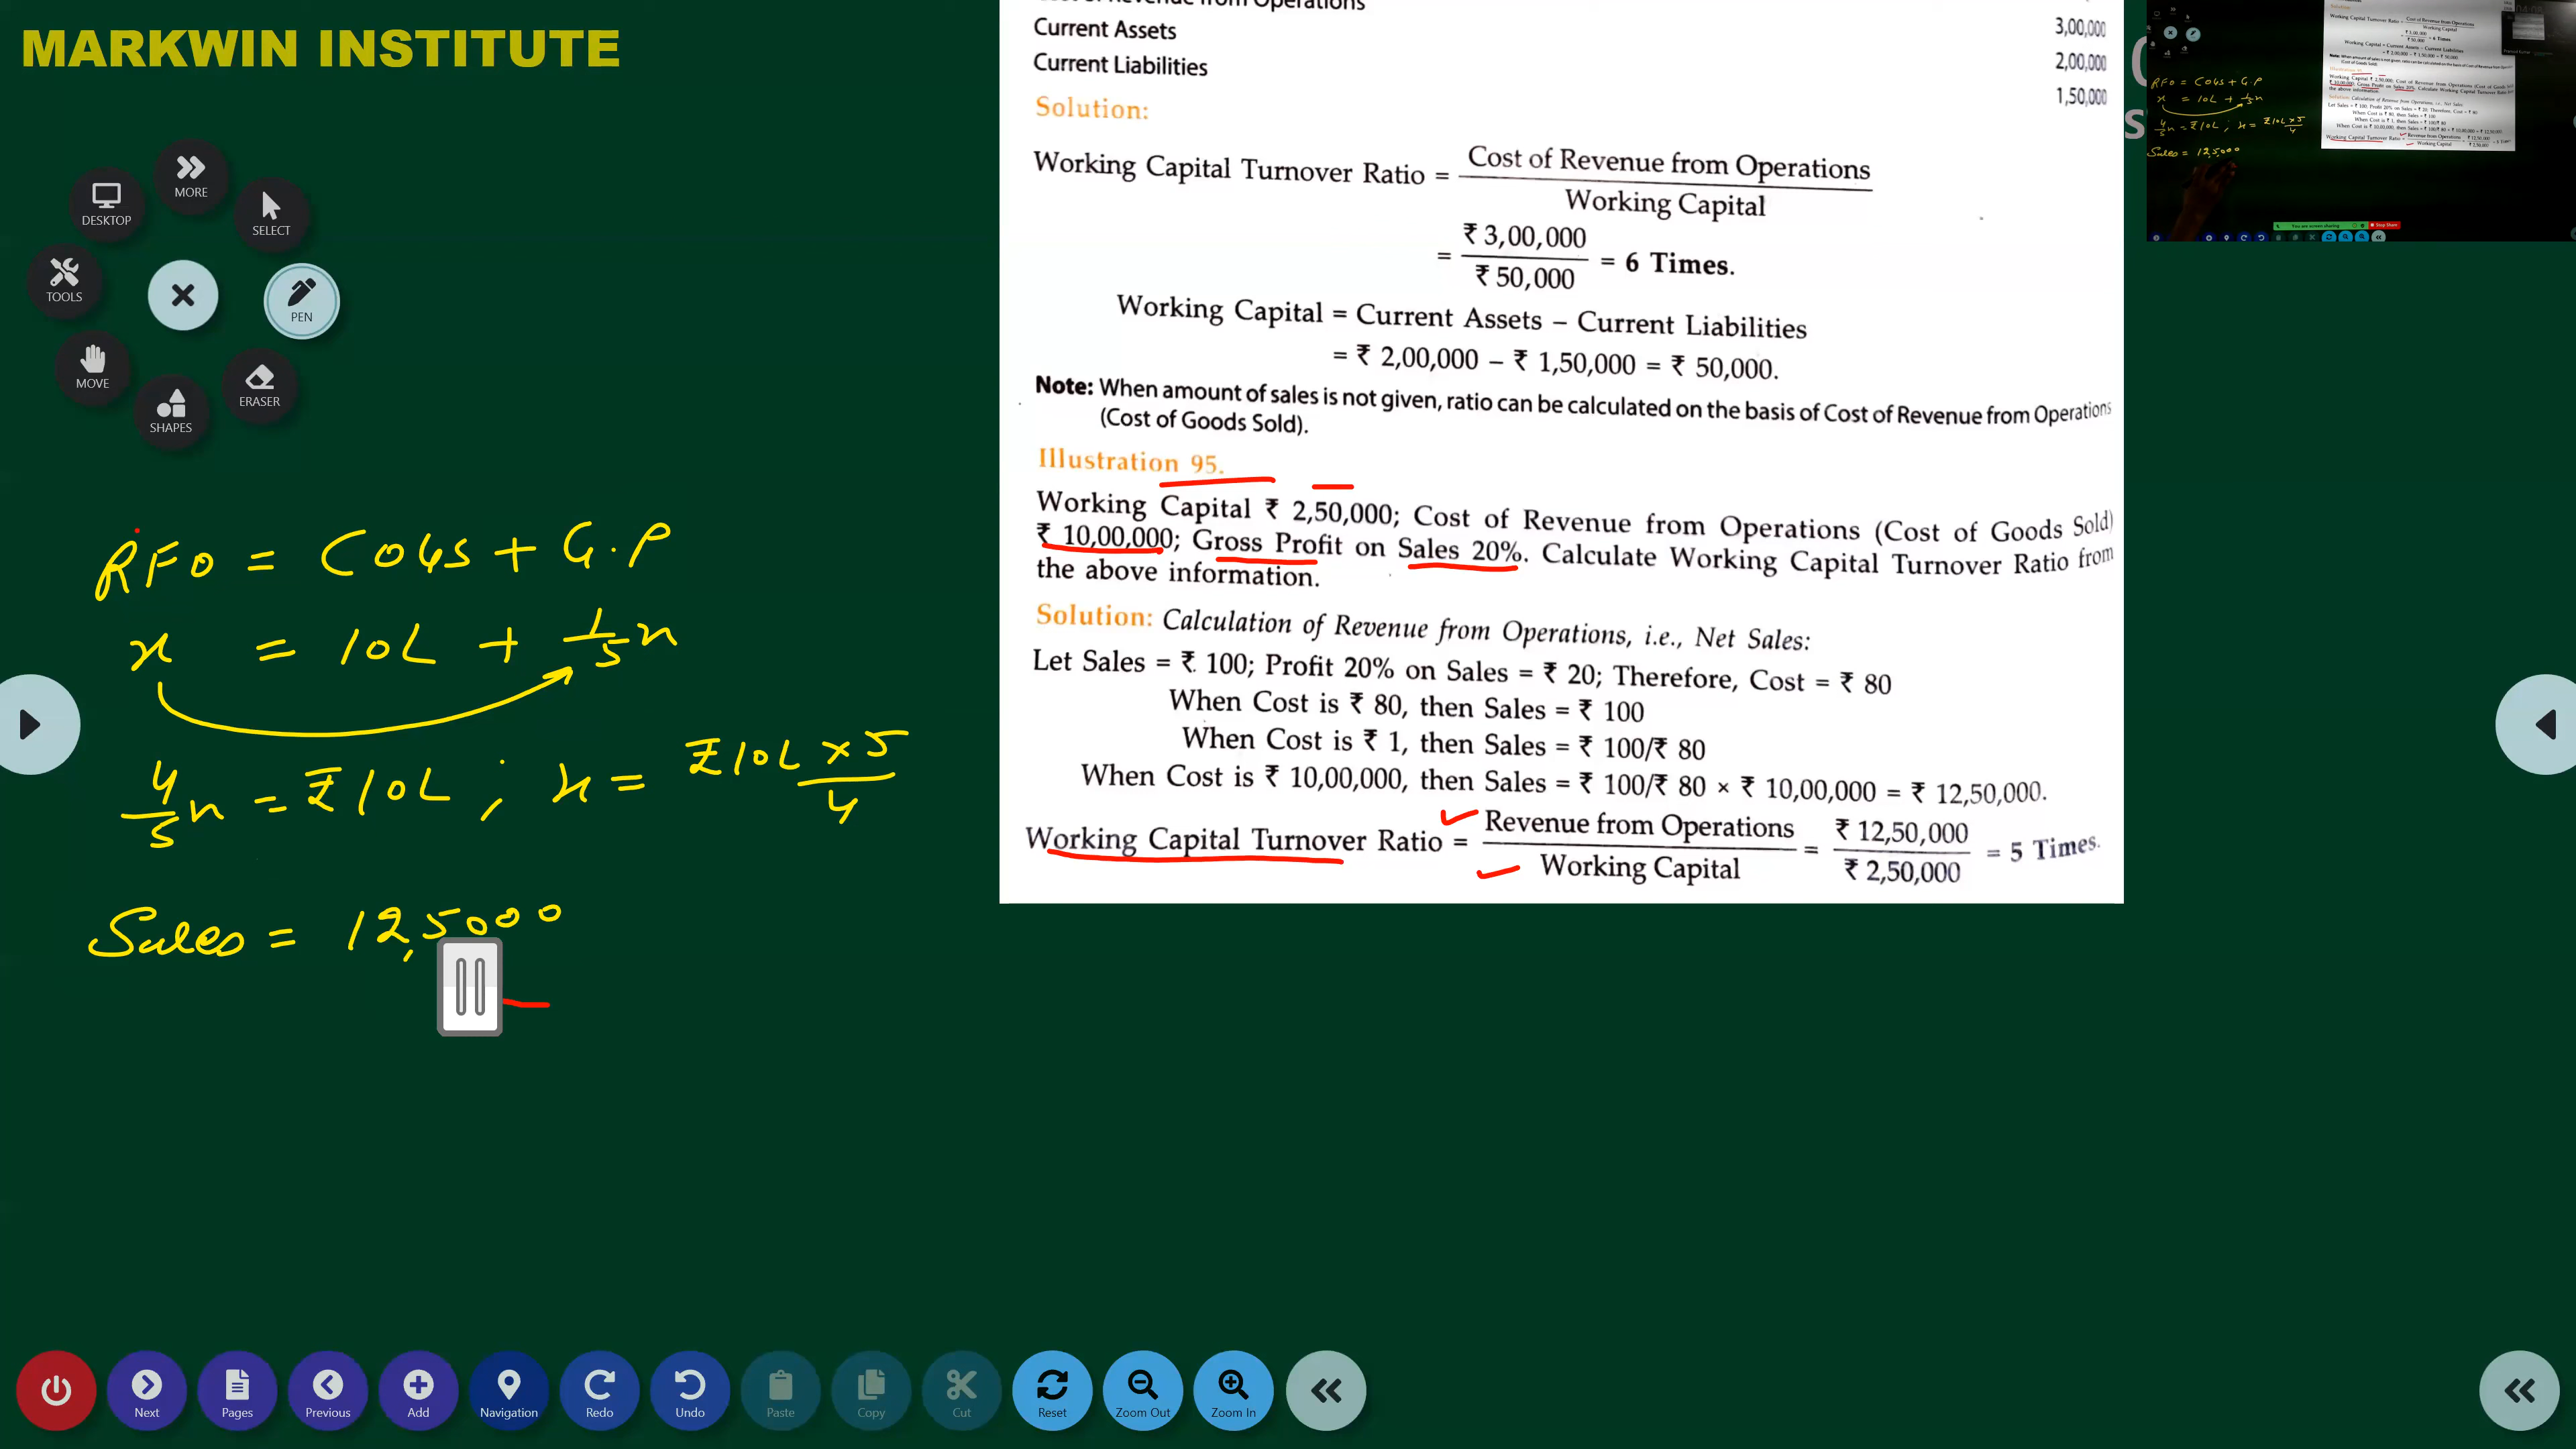 MARKWIN INSTITUTE
MORE
DESKTOP
SELECT
TOOLS
PEN
MOVE
ERASER
SHAPES
RFO = COGS + G.P
x = 10L + 1/5 x
4/5 x = ₹10L ; x = ₹10L × 5 / 4
Sales = 12,5000
from Operations
Current Assets 3,00,000
Current Liabilities 2,00,000
1,50,000
Solution:
Working Capital Turnover Ratio = Cost of Revenue from Operations / Working Capital
= ₹ 3,00,000 / ₹ 50,000 = 6 Times.
Working Capital = Current Assets – Current Liabilities
= ₹ 2,00,000 – ₹ 1,50,000 = ₹ 50,000.
Note: When amount of sales is not given, ratio can be calculated on the basis of Cost of Revenue from Operations
(Cost of Goods Sold).
Illustration 95.
Working Capital ₹ 2,50,000; Cost of Revenue from Operations (Cost of Goods Sold)
₹ 10,00,000; Gross Profit on Sales 20%. Calculate Working Capital Turnover Ratio from
the above information.
Solution: Calculation of Revenue from Operations, i.e., Net Sales:
Let Sales = ₹ 100; Profit 20% on Sales = ₹ 20; Therefore, Cost = ₹ 80
When Cost is ₹ 80, then Sales = ₹ 100
When Cost is ₹ 1, then Sales = ₹ 100/₹ 80
When Cost is ₹ 10,00,000, then Sales = ₹ 100/₹ 80 × ₹ 10,00,000 = ₹ 12,50,000.
Working Capital Turnover Ratio = Revenue from Operations / Working Capital = ₹ 12,50,000 / ₹ 2,50,000 = 5 Times.
Next
Pages
Previous
Add
Navigation
Redo
Undo
Paste
Copy
Cut
Reset
Zoom Out
Zoom In